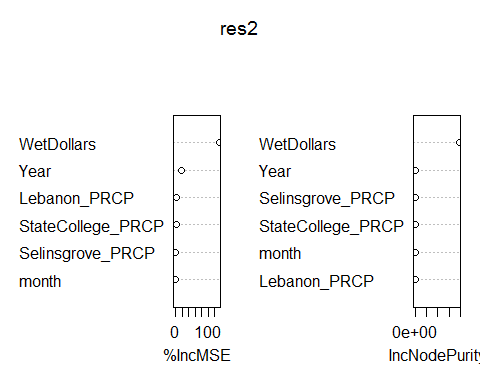 res2
WetDollars
Year
Lebanon_PRCP
StateCollege_PRCP
Selinsgrove_PRCP
month
0 100
%IncMSE
WetDollars
Year
Selinsgrove_PRCP
StateCollege_PRCP
month
Lebanon_PRCP
0e+00
IncNodePurity